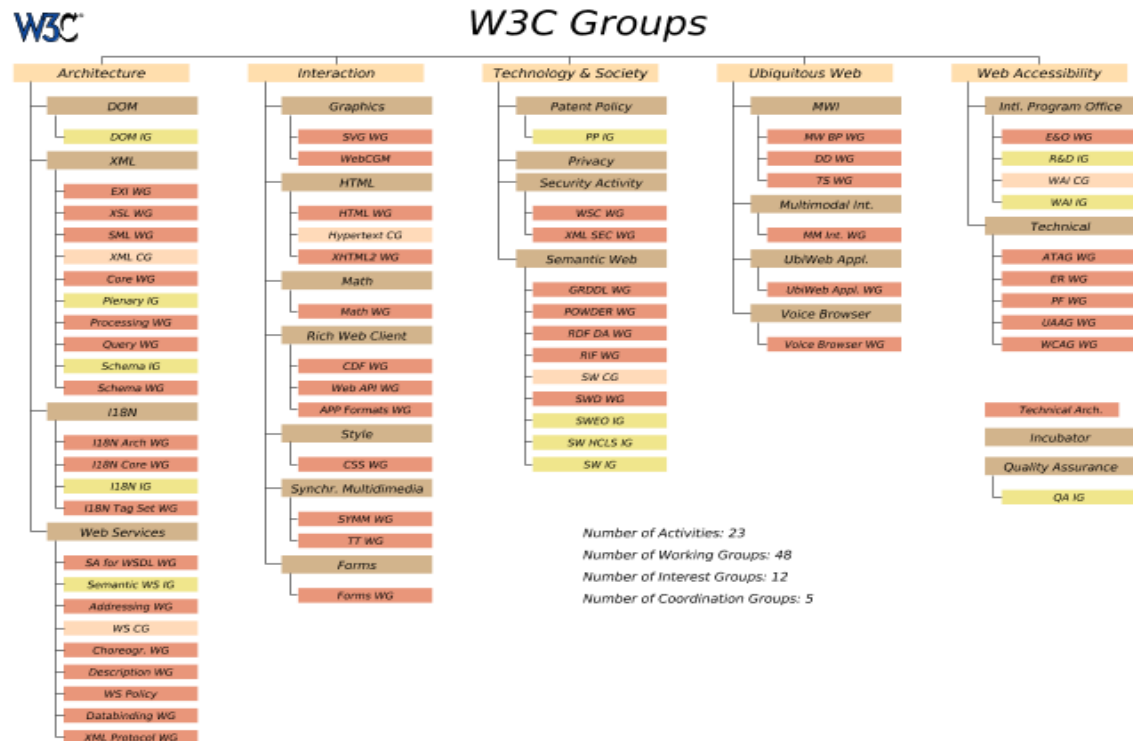 W3C
W3C Groups
Architecture
DOM
DOM IG
XML
EXI WG
XSL WG
SML WG
XML CG
Core WG
Plenary IG
Processing WG
Query WG
Schema IG
Schema WG
I18N
I18N Arch WG
I18N Core WG
I18N IG
I18N Tag Set WG
Web Services
SA for WSDL WG
Semantic WS IG
Addressing WG
WS CG
Choreogr. WG
Description WG
WS Policy
Databinding WG
XML Protocol WG
Interaction
Graphics
SVG WG
WebCGM
HTML
HTML WG
Hypertext CG
XHTML2 WG
Math
Math WG
Rich Web Client
CDF WG
Web API WG
APP Formats WG
Style
CSS WG
Synchr. Multidimedia
SYMM WG
TT WG
Forms
Forms WG
Technology & Society
Patent Policy
PP IG
Privacy
Security Activity
WSC WG
XML SEC WG
Semantic Web
GRDDL WG
POWDER WG
RDF DA WG
RIF WG
SW CG
SWD WG
SWEO IG
SW HCLS IG
SW IG
Ubiquitous Web
MWI
MW BP WG
DD WG
TS WG
Multimodal Int.
MM Int. WG
UbiWeb Appl.
UbiWeb Appl. WG
Voice Browser
Voice Browser WG
Web Accessibility
Intl. Program Office
E&O WG
R&D IG
WAI CG
WAI IG
Technical
ATAG WG
ER WG
PF WG
UAAG WG
WCAG WG
Technical Arch.
Incubator
Quality Assurance
QA IG
Number of Activities: 23
Number of Working Groups: 48
Number of Interest Groups: 12
Number of Coordination Groups: 5